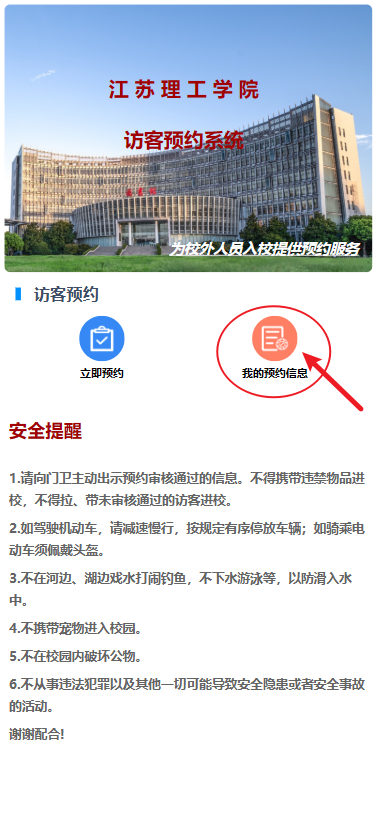 江苏理工学院
访客预约系统
为校外人员入校提供预约服务
访客预约
立即预约
我的预约信息
安全提醒
1.请向门卫主动出示预约审核通过的信息。不得携带违禁物品进
校，不得拉、带未审核通过的访客进校。
2.如驾驶机动车，请减速慢行，按规定有序停放车辆；如骑乘电
动车须佩戴头盔。
3.不在河边、湖边戏水打闹钓鱼，不下水游泳等，以防滑入水
中。
4.不携带宠物进入校园。
5.不在校园内破坏公物。
6.不从事违法犯罪以及其他一切可能导致安全隐患或者安全事故
的活动。
谢谢配合!